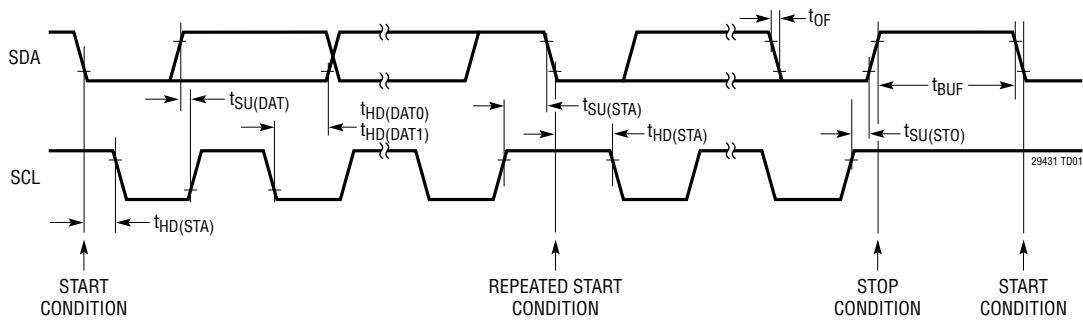 SDA
tOF
tSU(DAT)
tHD(DAT0)
tHD(DAT1)
tSU(STA)
tHD(STA)
tBUF
tSU(STO)
SCL
29431 TD01
tHD(STA)
START
CONDITION
REPEATED START
CONDITION
STOP
CONDITION
START
CONDITION